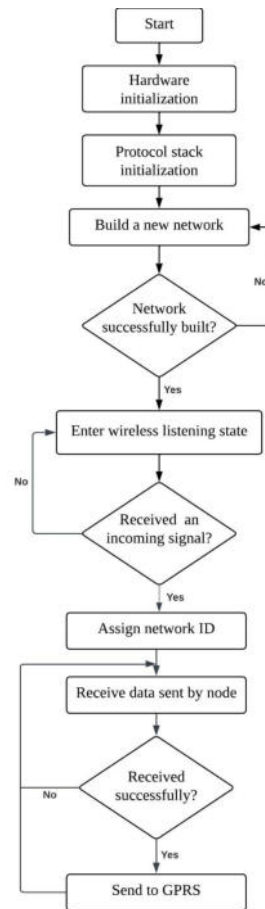 Start
Hardware
initialization
Protocol stack
initialization
Build a new network
No
Network
successfully built?
Yes
Enter wireless listening state
No
Received an
incoming signal?
Yes
Assign network ID
Receive data sent by node
Received
successfully?
No
Yes
Send to GPRS